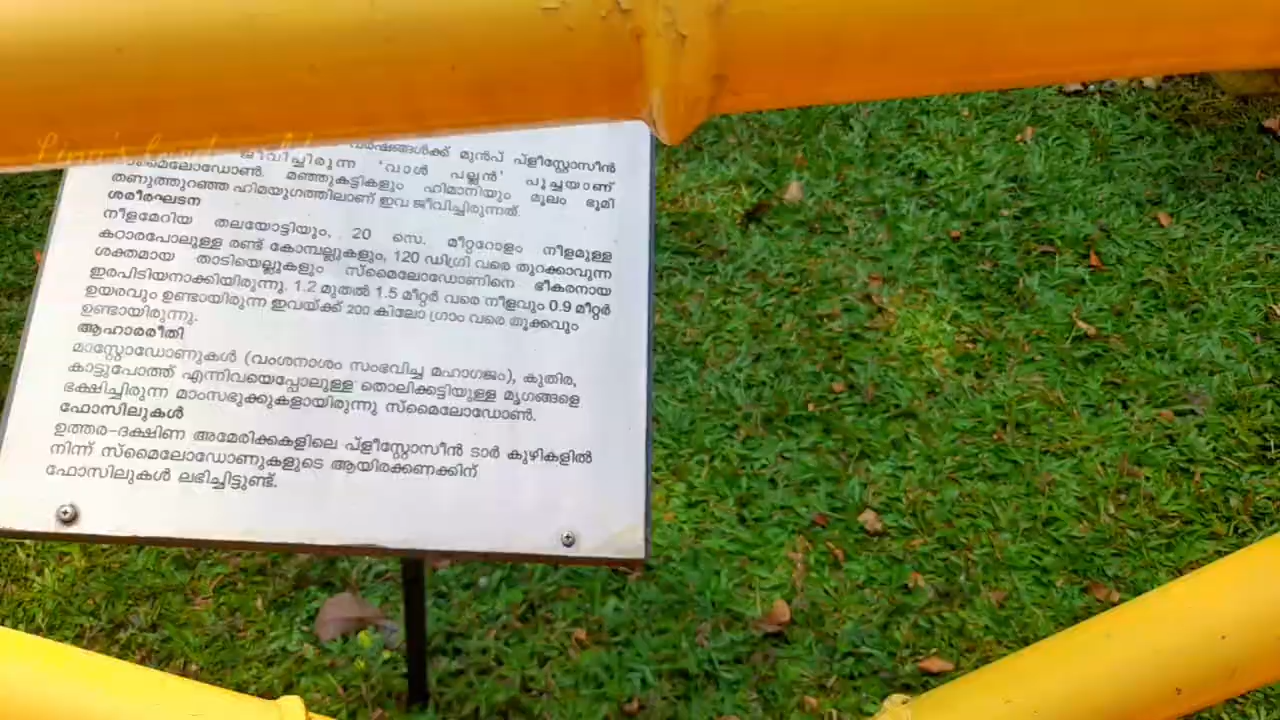 വർഷങ്ങൾക്ക് മുൻപ് പ്ളീസ്റ്റോസീൻ
ജീവിച്ചിരുന്ന 'വാൾ പല്ലൻ' പൂച്ചയാണ്
സ്മൈലോഡോൺ. മഞ്ഞുകട്ടികളും ഹിമാനിയും മൂലം ഭൂമി
തണുത്തുറഞ്ഞ ഹിമയുഗത്തിലാണ് ഇവ ജീവിച്ചിരുന്നത്.
ശരീരഘടന
നീളമേറിയ തലയോട്ടിയും, 20 സെ. മീറ്ററോളം നീളമുള്ള
കഠാരപോലുള്ള രണ്ട് കോമ്പല്ലുകളും, 120 ഡിഗ്രി വരെ തുറക്കാവുന്ന
ശക്തമായ താടിയെല്ലുകളും സ്മൈലോഡോണിനെ ഭീകരനായ
ഇരപിടിയനാക്കിയിരുന്നു. 1.2 മുതൽ 1.5 മീറ്റർ വരെ നീളവും 0.9 മീറ്റർ
ഉയരവും ഉണ്ടായിരുന്ന ഇവയ്ക്ക് 200 കിലോ ഗ്രാം വരെ തൂക്കവും
ഉണ്ടായിരുന്നു.
ആഹാരരീതി
മാസ്റ്റോഡോണുകൾ (വംശനാശം സംഭവിച്ച മഹാഗജം), കുതിര,
കാട്ടുപോത്ത് എന്നിവയെപ്പോലുള്ള തൊലിക്കട്ടിയുള്ള മൃഗങ്ങളെ
ഭക്ഷിച്ചിരുന്ന മാംസഭുക്കുകളായിരുന്നു സ്മൈലോഡോൺ.
ഫോസിലുകൾ
ഉത്തര-ദക്ഷിണ അമേരിക്കകളിലെ പ്ളീസ്റ്റോസീൻ ടാർ കുഴികളിൽ
നിന്ന് സ്മൈലോഡോണുകളുടെ ആയിരക്കണക്കിന്
ഫോസിലുകൾ ലഭിച്ചിട്ടുണ്ട്.